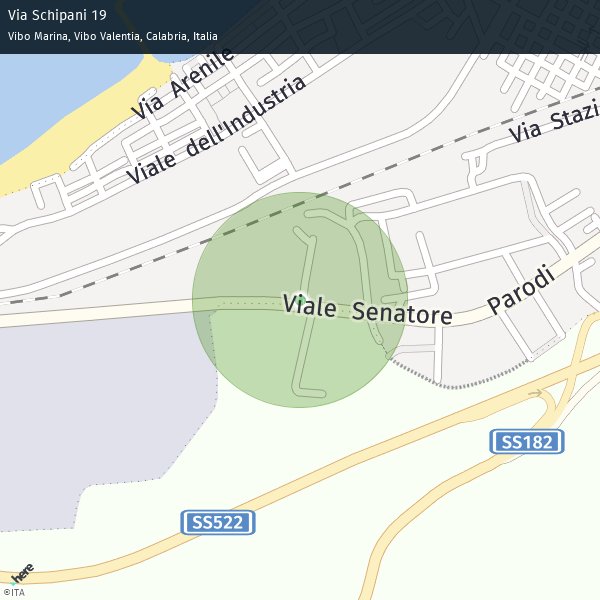 Via Schipani 19
Vibo Marina, Vibo Valentia, Calabria, Italia
Via Arenile
Viale dell'Industria
Via Stazi
Viale Senatore Parodi
SS182
SS522
here
©ITA